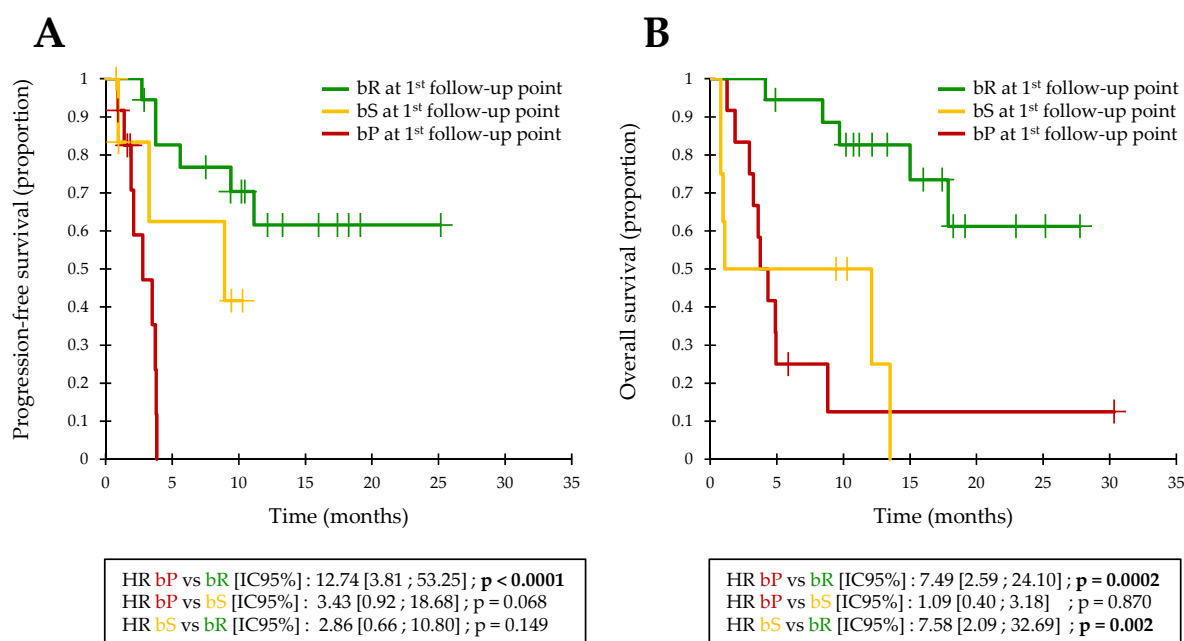 A
Progression-free survival (proportion)
1
0.9
0.8
0.7
0.6
0.5
0.4
0.3
0.2
0.1
0
bR at 1st follow-up point
bS at 1st follow-up point
bP at 1st follow-up point
0 5 10 15 20 25 30 35
Time (months)
HR bP vs bR [IC95%] : 12.74 [3.81 ; 53.25] ; p < 0.0001
HR bP vs bS [IC95%] : 3.43 [0.92 ; 18.68] ; p = 0.068
HR bS vs bR [IC95%] : 2.86 [0.66 ; 10.80] ; p = 0.149
B
Overall survival (proportion)
1
0.9
0.8
0.7
0.6
0.5
0.4
0.3
0.2
0.1
0
bR at 1st follow-up point
bS at 1st follow-up point
bP at 1st follow-up point
0 5 10 15 20 25 30 35
Time (months)
HR bP vs bR [IC95%] : 7.49 [2.59 ; 24.10] ; p = 0.0002
HR bP vs bS [IC95%] : 1.09 [0.40 ; 3.18] ; p = 0.870
HR bS vs bR [IC95%] : 7.58 [2.09 ; 32.69] ; p = 0.002